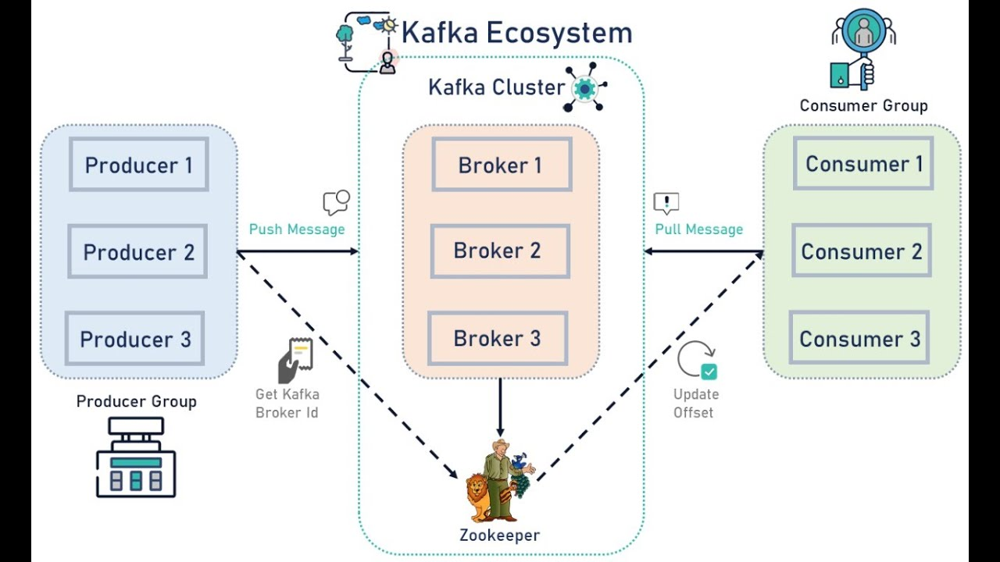 Kafka Ecosystem
Kafka Cluster
Consumer Group
Producer 1
Producer 2
Producer 3
Producer Group
Push Message
Get Kafka
Broker Id
Broker 1
Broker 2
Broker 3
Zookeeper
Pull Message
Update
Offset
Consumer 1
Consumer 2
Consumer 3